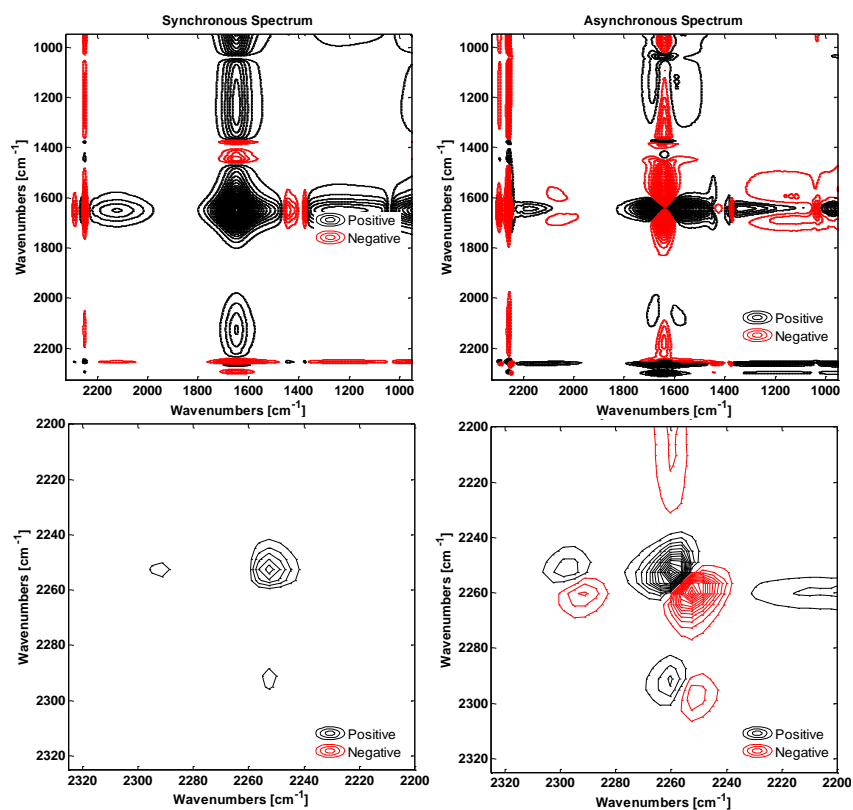 Synchronous Spectrum
1000
1200
1400
1600
1800
2000
2200
Wavenumbers [cm-1]
Positive
Negative
2200 2000 1800 1600 1400 1200 1000
Wavenumbers [cm-1]
Asynchronous Spectrum
1000
1200
1400
1600
1800
2000
2200
Wavenumbers [cm-1]
Positive
Negative
2200 2000 1800 1600 1400 1200 1000
Wavenumbers [cm-1]
2200
2220
2240
2260
2280
2300
2320
Wavenumbers [cm-1]
Positive
Negative
2320 2300 2280 2260 2240 2220 2200
Wavenumbers [cm-1]
2200
2220
2240
2260
2280
2300
2320
Wavenumbers [cm-1]
Positive
Negative
2320 2300 2280 2260 2240 2220 2200
Wavenumbers [cm-1]